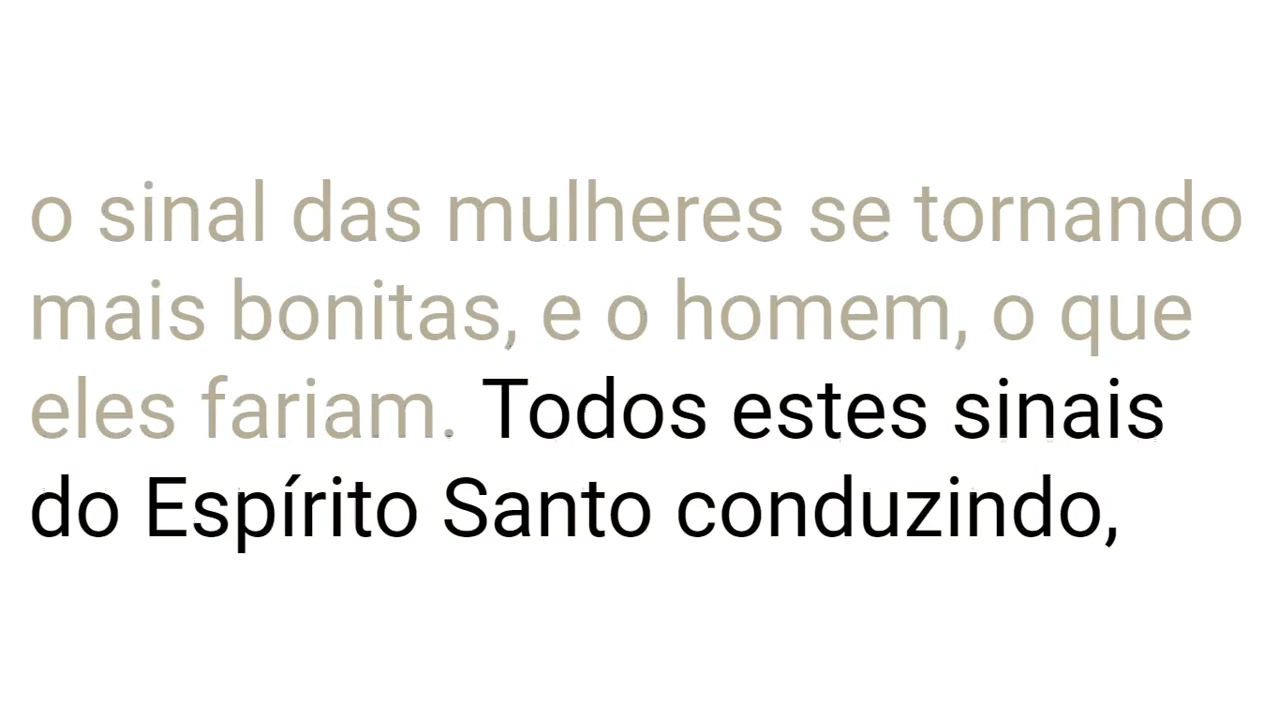 o sinal das mulheres se tornando
mais bonitas, e o homem, o que
eles fariam. Todos estes sinais
do Espírito Santo conduzindo,